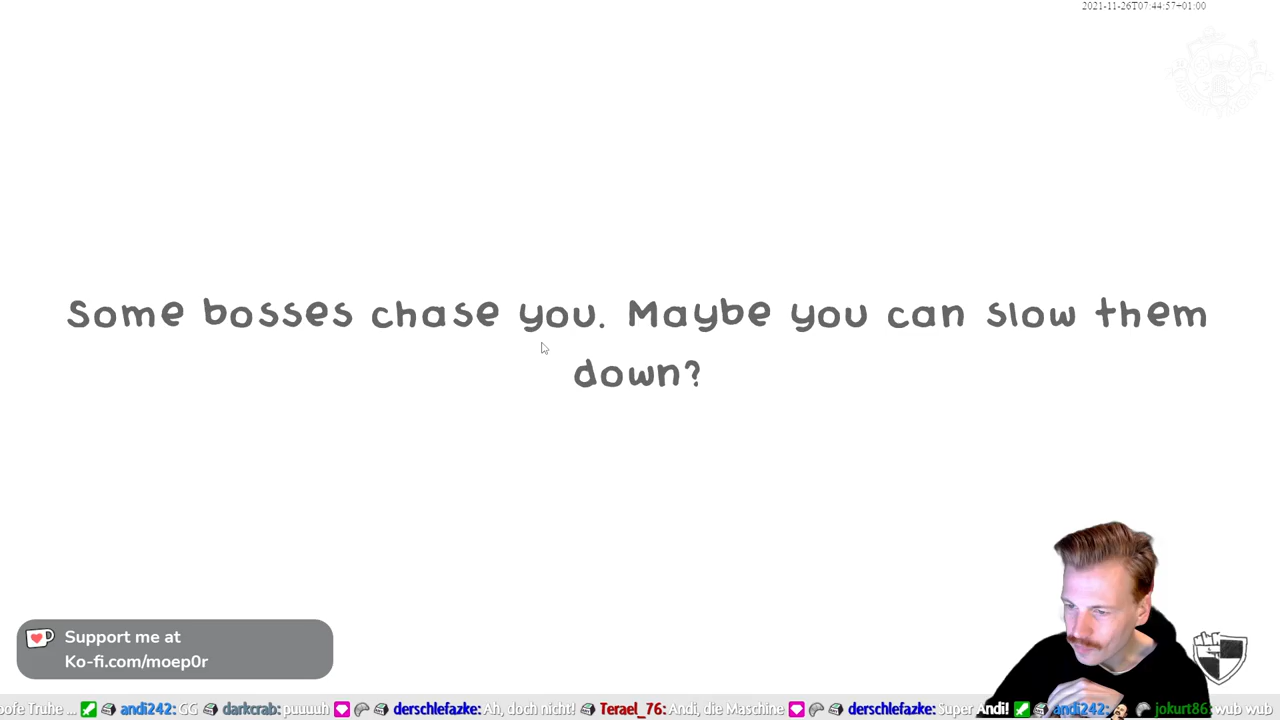 2021-11-26T07:44:57+01:00
Some bosses chase you. Maybe you can slow them
down?
Support me at
Ko-fi.com/moep0r
oofe Truhe ... andi242: GG darkcrab: puuuuh derschlefazke: Ah, doch nicht! Terael_76: Andi, die Maschine derschlefazke: Super Andi! andi242: jokurt86: wub wub